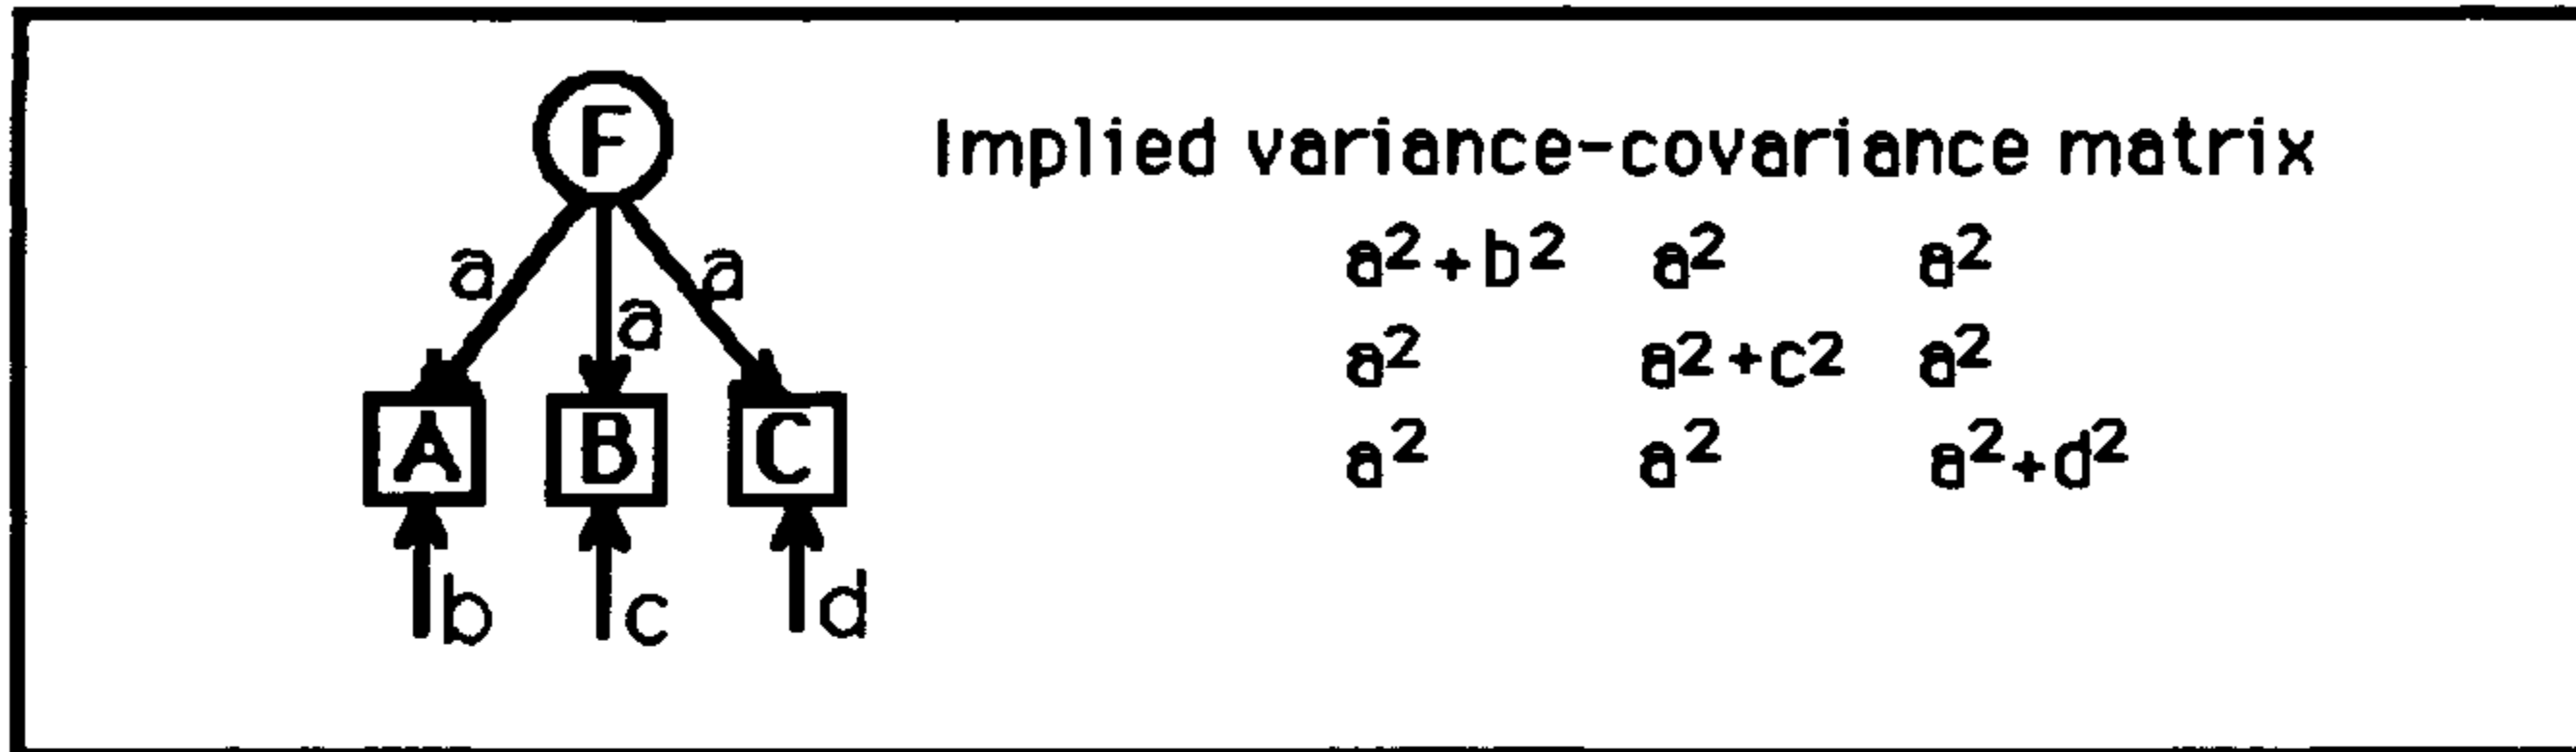 F
Implied variance-covariance matrix
a a a
a²+b² a² a²
a² a²+c² a²
A B C
a² a² a²+d²
b c d